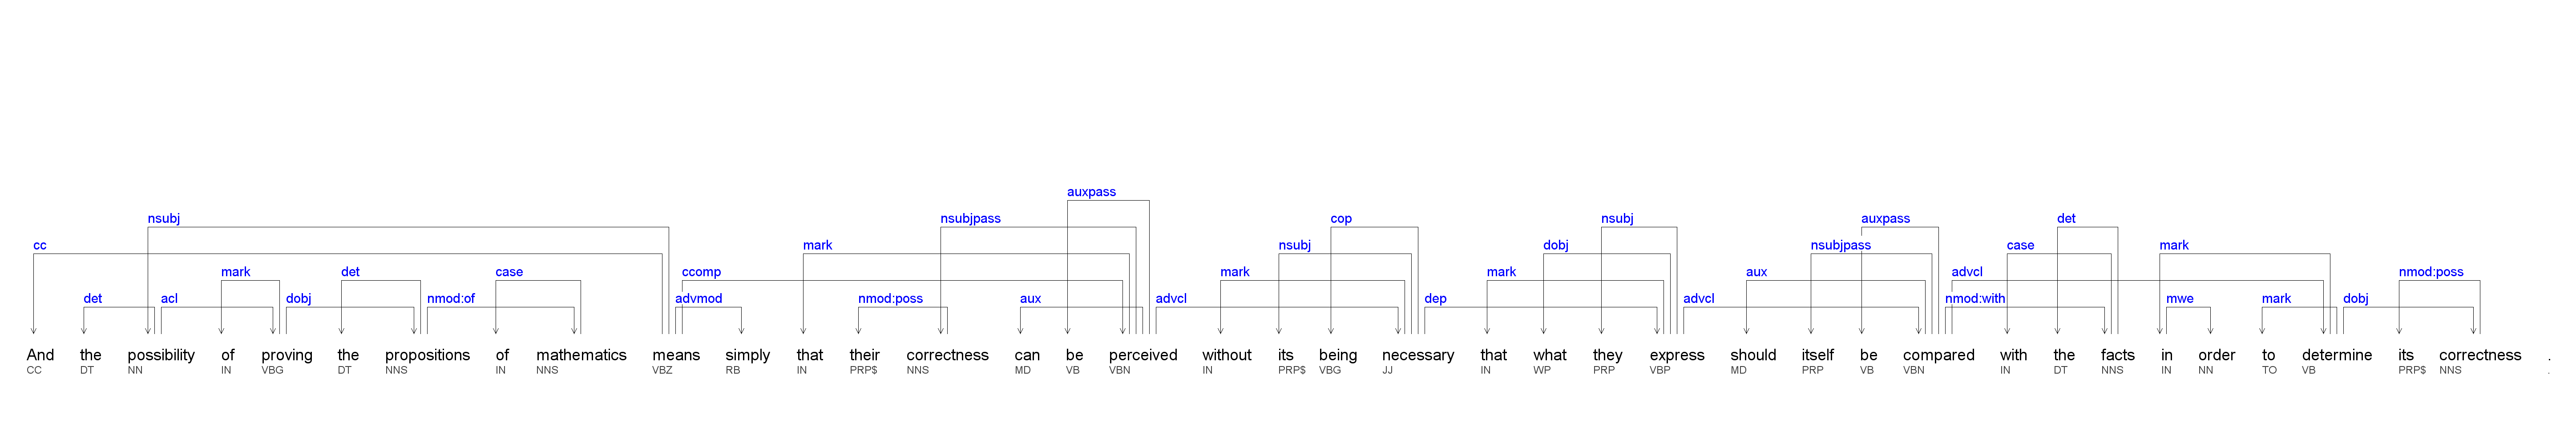 auxpass
nsubj nsubjpass cop nsubj auxpass det
cc mark nsubj dobj nsubjpass case mark
mark det case ccomp mark mark aux advcl nmod:poss
det acl dobj nmod:of advmod nmod:poss aux advcl dep advcl nmod:with mwe mark dobj
And the possibility of proving the propositions of mathematics means simply that their correctness can be perceived without its being necessary that what they express should itself be compared with the facts in order to determine its correctness .
CC DT NN IN VBG DT NNS IN NNS VBZ RB IN PRP$ NNS MD VB VBN IN PRP$ VBG JJ IN WP PRP VBP MD PRP VB VBN IN DT NNS IN NN TO VB PRP$ NNS .